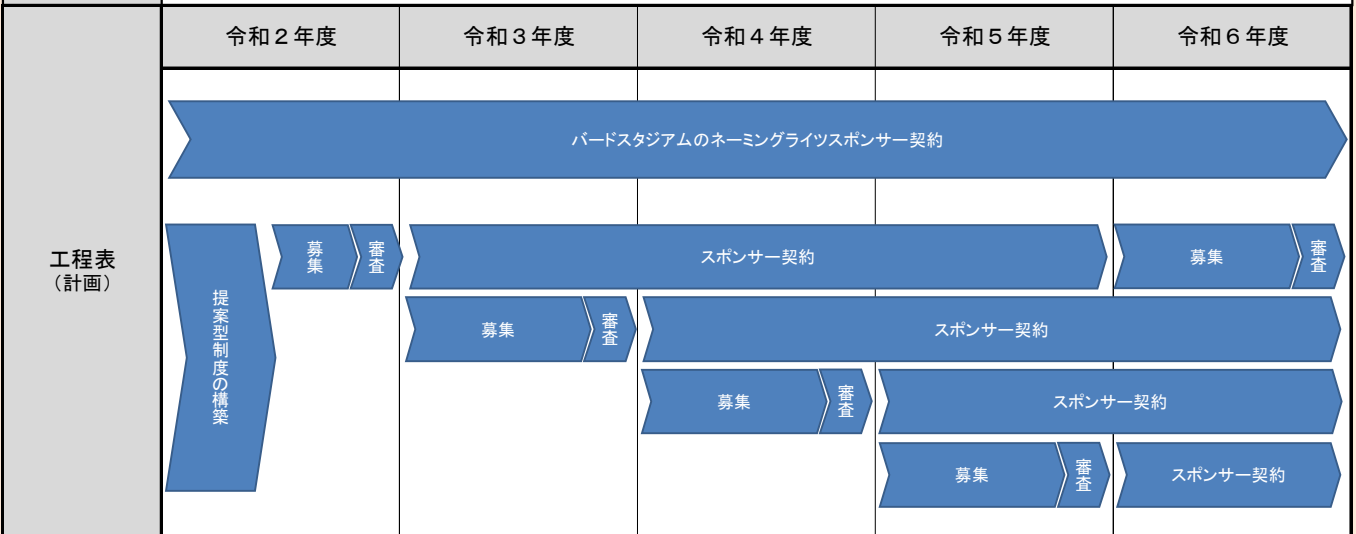 令和２年度
令和３年度
令和４年度
令和５年度
令和６年度
工程表
（計画）
バードスタジアムのネーミングライツスポンサー契約
提案型制度の構築
募集
審査
スポンサー契約
募集
審査
募集
審査
スポンサー契約
募集
審査
スポンサー契約
募集
審査
スポンサー契約